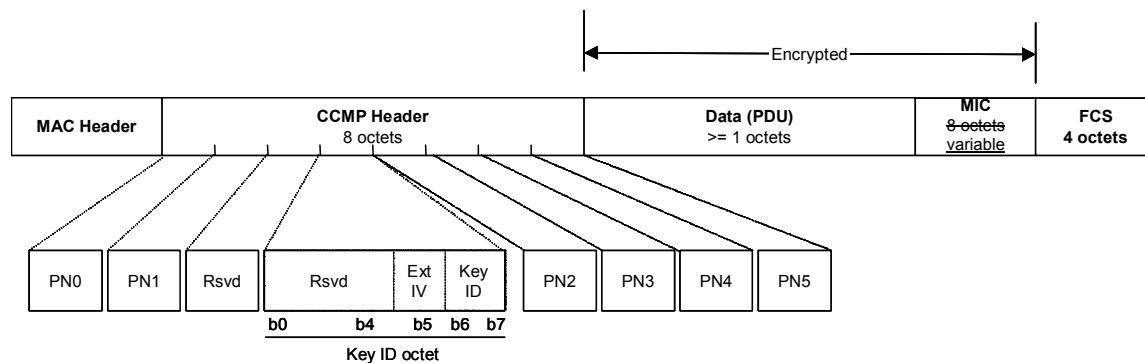 Encrypted
MAC Header
CCMP Header
8 octets
Data (PDU)
>= 1 octets
MIC
8 octets
variable
FCS
4 octets
PN0
PN1
Rsvd
Rsvd
Ext
IV
Key
ID
PN2
PN3
PN4
PN5
b0 b4 b5 b6 b7
Key ID octet